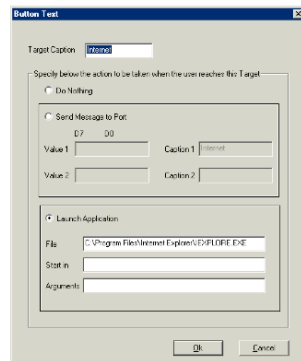 Button Text
Target Caption Internet
Specify below the action to be taken when the user reaches this Target
Do Nothing
Send Message to Port
D7 D0
Value 1 Caption 1 Internet
Value 2 Caption 2
Launch Application
File C:\Program Files\Internet Explorer\IEXPLORE.EXE
Start in
Arguments
Ok Cancel